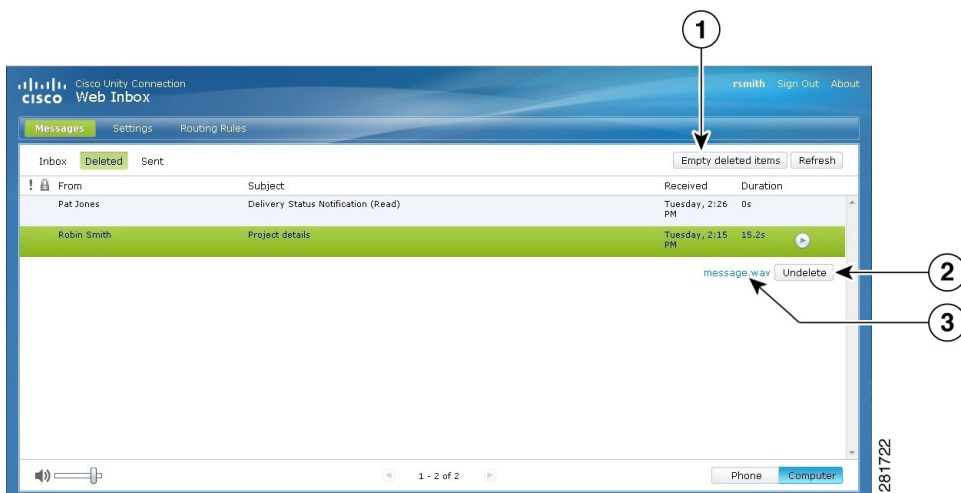 1
Cisco Unity Connection
cisco Web Inbox
rsmith Sign Out About
Messages Settings Routing Rules
Inbox Deleted Sent
Empty deleted items Refresh
! From Subject Received Duration
Pat Jones Delivery Status Notification (Read) Tuesday, 2:26 0s
PM
Robin Smith Project details Tuesday, 2:15 15.2s
PM
message.wav Undelete
2
3
1 - 2 of 2
Phone Computer
281722